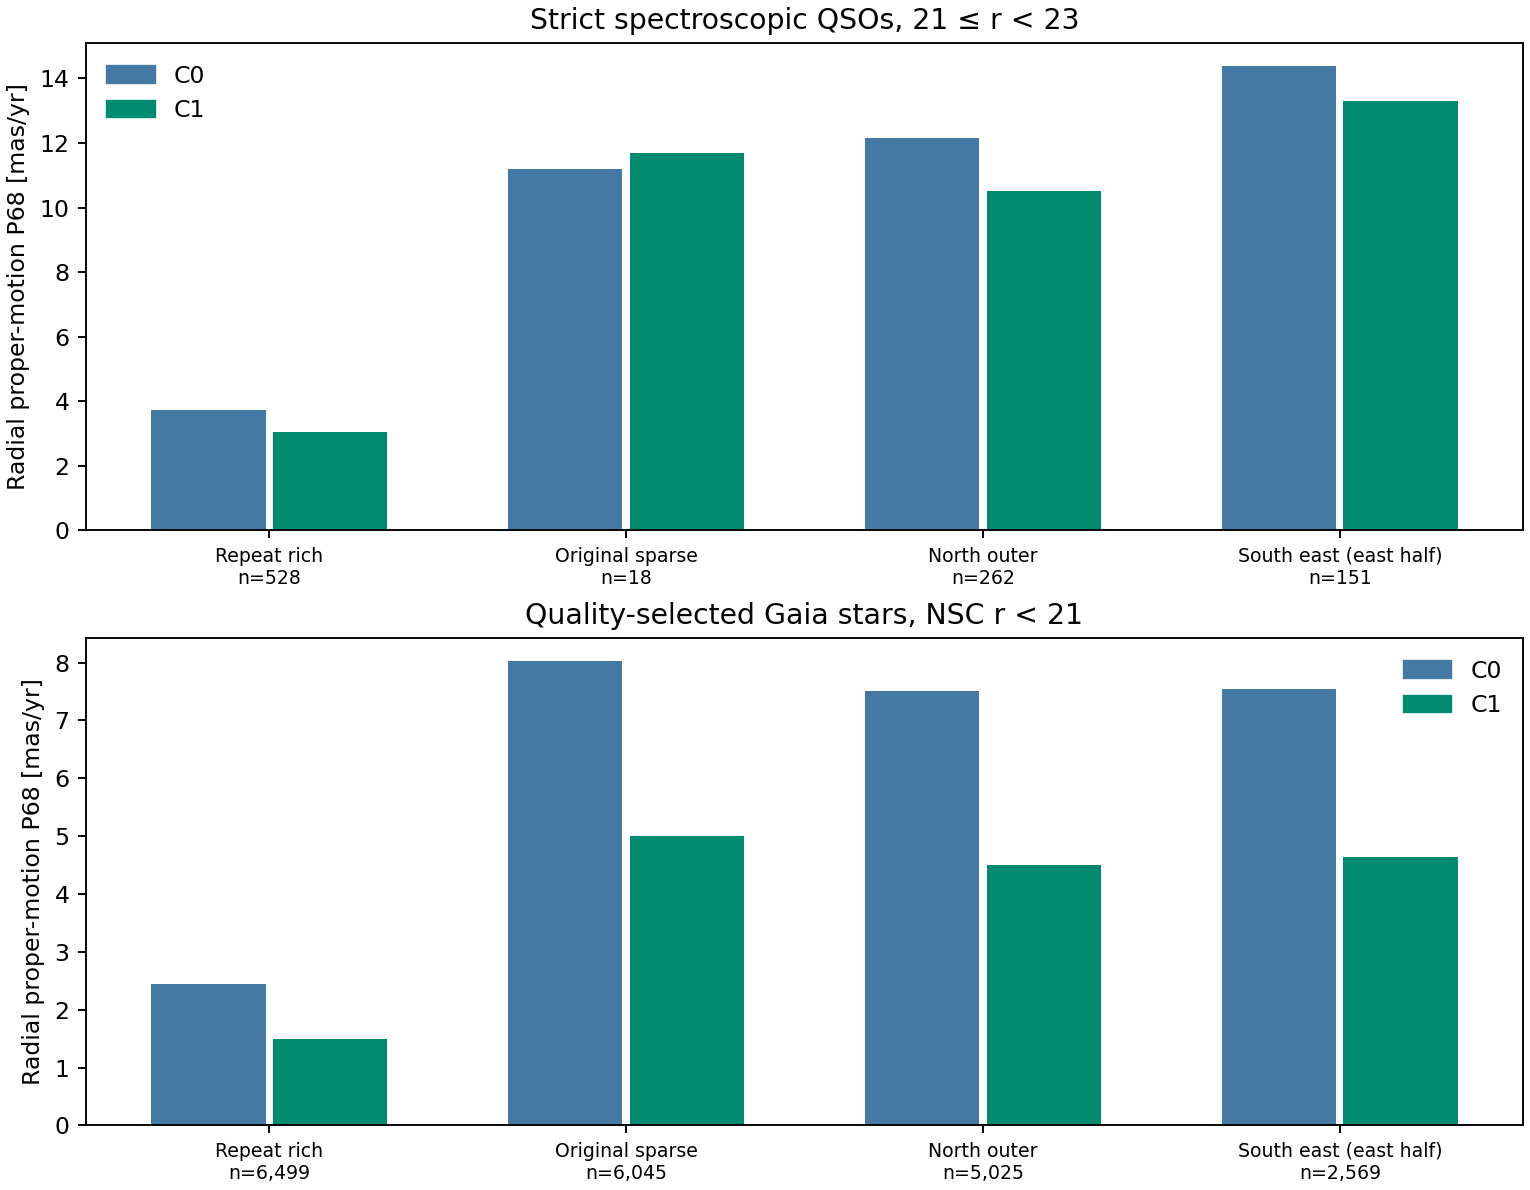 Strict spectroscopic QSOs, 21 ≤ r < 23
Radial proper-motion P68 [mas/yr]
C0
C1
14
12
10
8
6
4
2
0
Repeat rich
n=528
Original sparse
n=18
North outer
n=262
South east (east half)
n=151
Quality-selected Gaia stars, NSC r < 21
Radial proper-motion P68 [mas/yr]
C0
C1
8
7
6
5
4
3
2
1
0
Repeat rich
n=6,499
Original sparse
n=6,045
North outer
n=5,025
South east (east half)
n=2,569